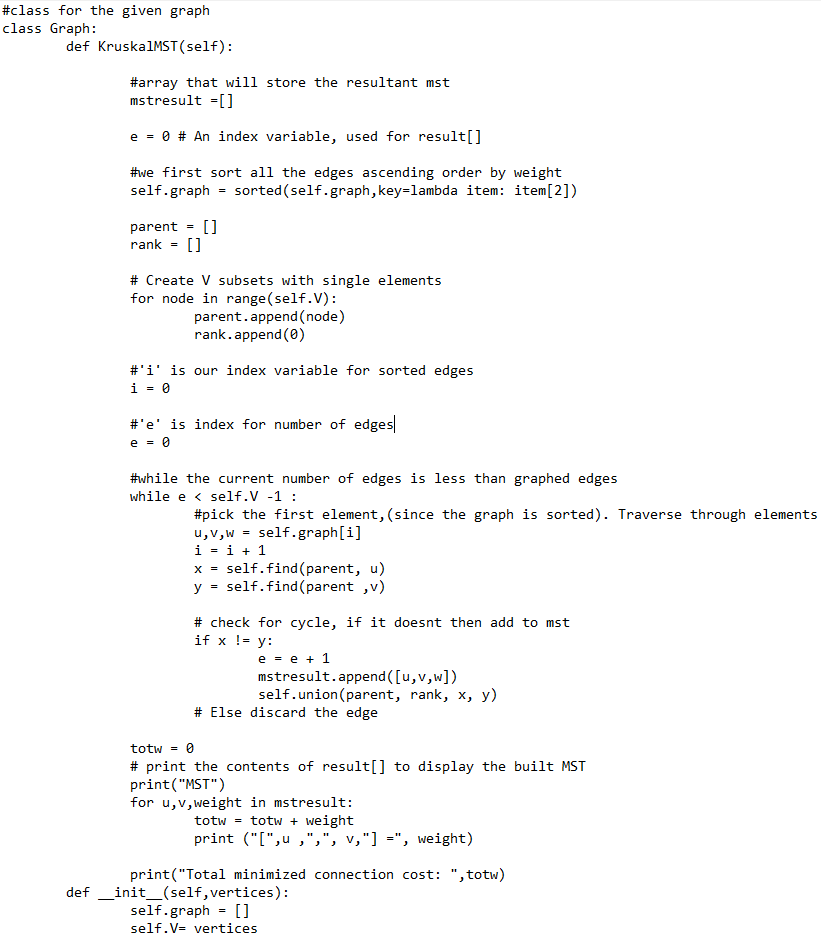 #class for the given graph
class Graph:
        def KruskalMST(self):

                #array that will store the resultant mst
                mstresult =[]

                e = 0 # An index variable, used for result[]

                #we first sort all the edges ascending order by weight
                self.graph = sorted(self.graph,key=lambda item: item[2])

                parent = []
                rank = []

                # Create V subsets with single elements
                for node in range(self.V):
                        parent.append(node)
                        rank.append(0)

                #'i' is our index variable for sorted edges
                i = 0

                #'e' is index for number of edges
                e = 0

                #while the current number of edges is less than graphed edges
                while e < self.V -1 :
                        #pick the first element,(since the graph is sorted). Traverse through elements
                        u,v,w = self.graph[i]
                        i = i + 1
                        x = self.find(parent, u)
                        y = self.find(parent ,v)

                        # check for cycle, if it doesnt then add to mst
                        if x != y:
                                e = e + 1
                                mstresult.append([u,v,w])
                                self.union(parent, rank, x, y)
                        # Else discard the edge

                totw = 0
                # print the contents of result[] to display the built MST
                print("MST")
                for u,v,weight in mstresult:
                        totw = totw + weight
                        print ("[",u ,",", v,"] =", weight)

                print("Total minimized connection cost: ",totw)
        def __init__(self,vertices):
                self.graph = []
                self.V= vertices